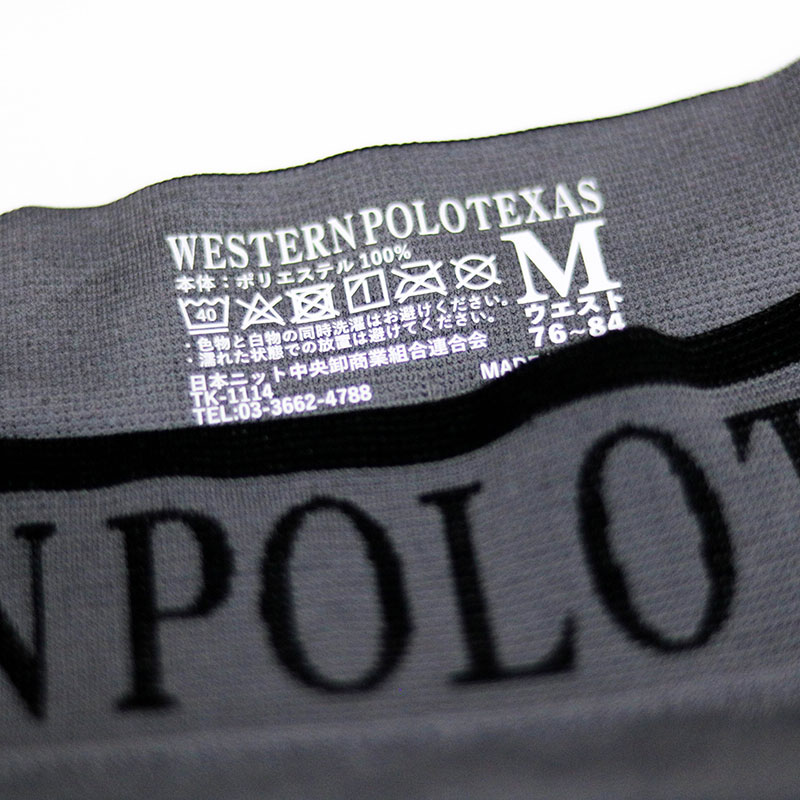 WESTERNPOLOTEXAS
本体：ポリエステル100%
M
40
ウエスト
76~84
・色物と白物の同時洗濯はお避けください。
・濡れた状態での放置は避けてください。
日本ニット中央卸商業組合連合会
TK-1114
TEL:03-3662-4788
MADE
N POLO T